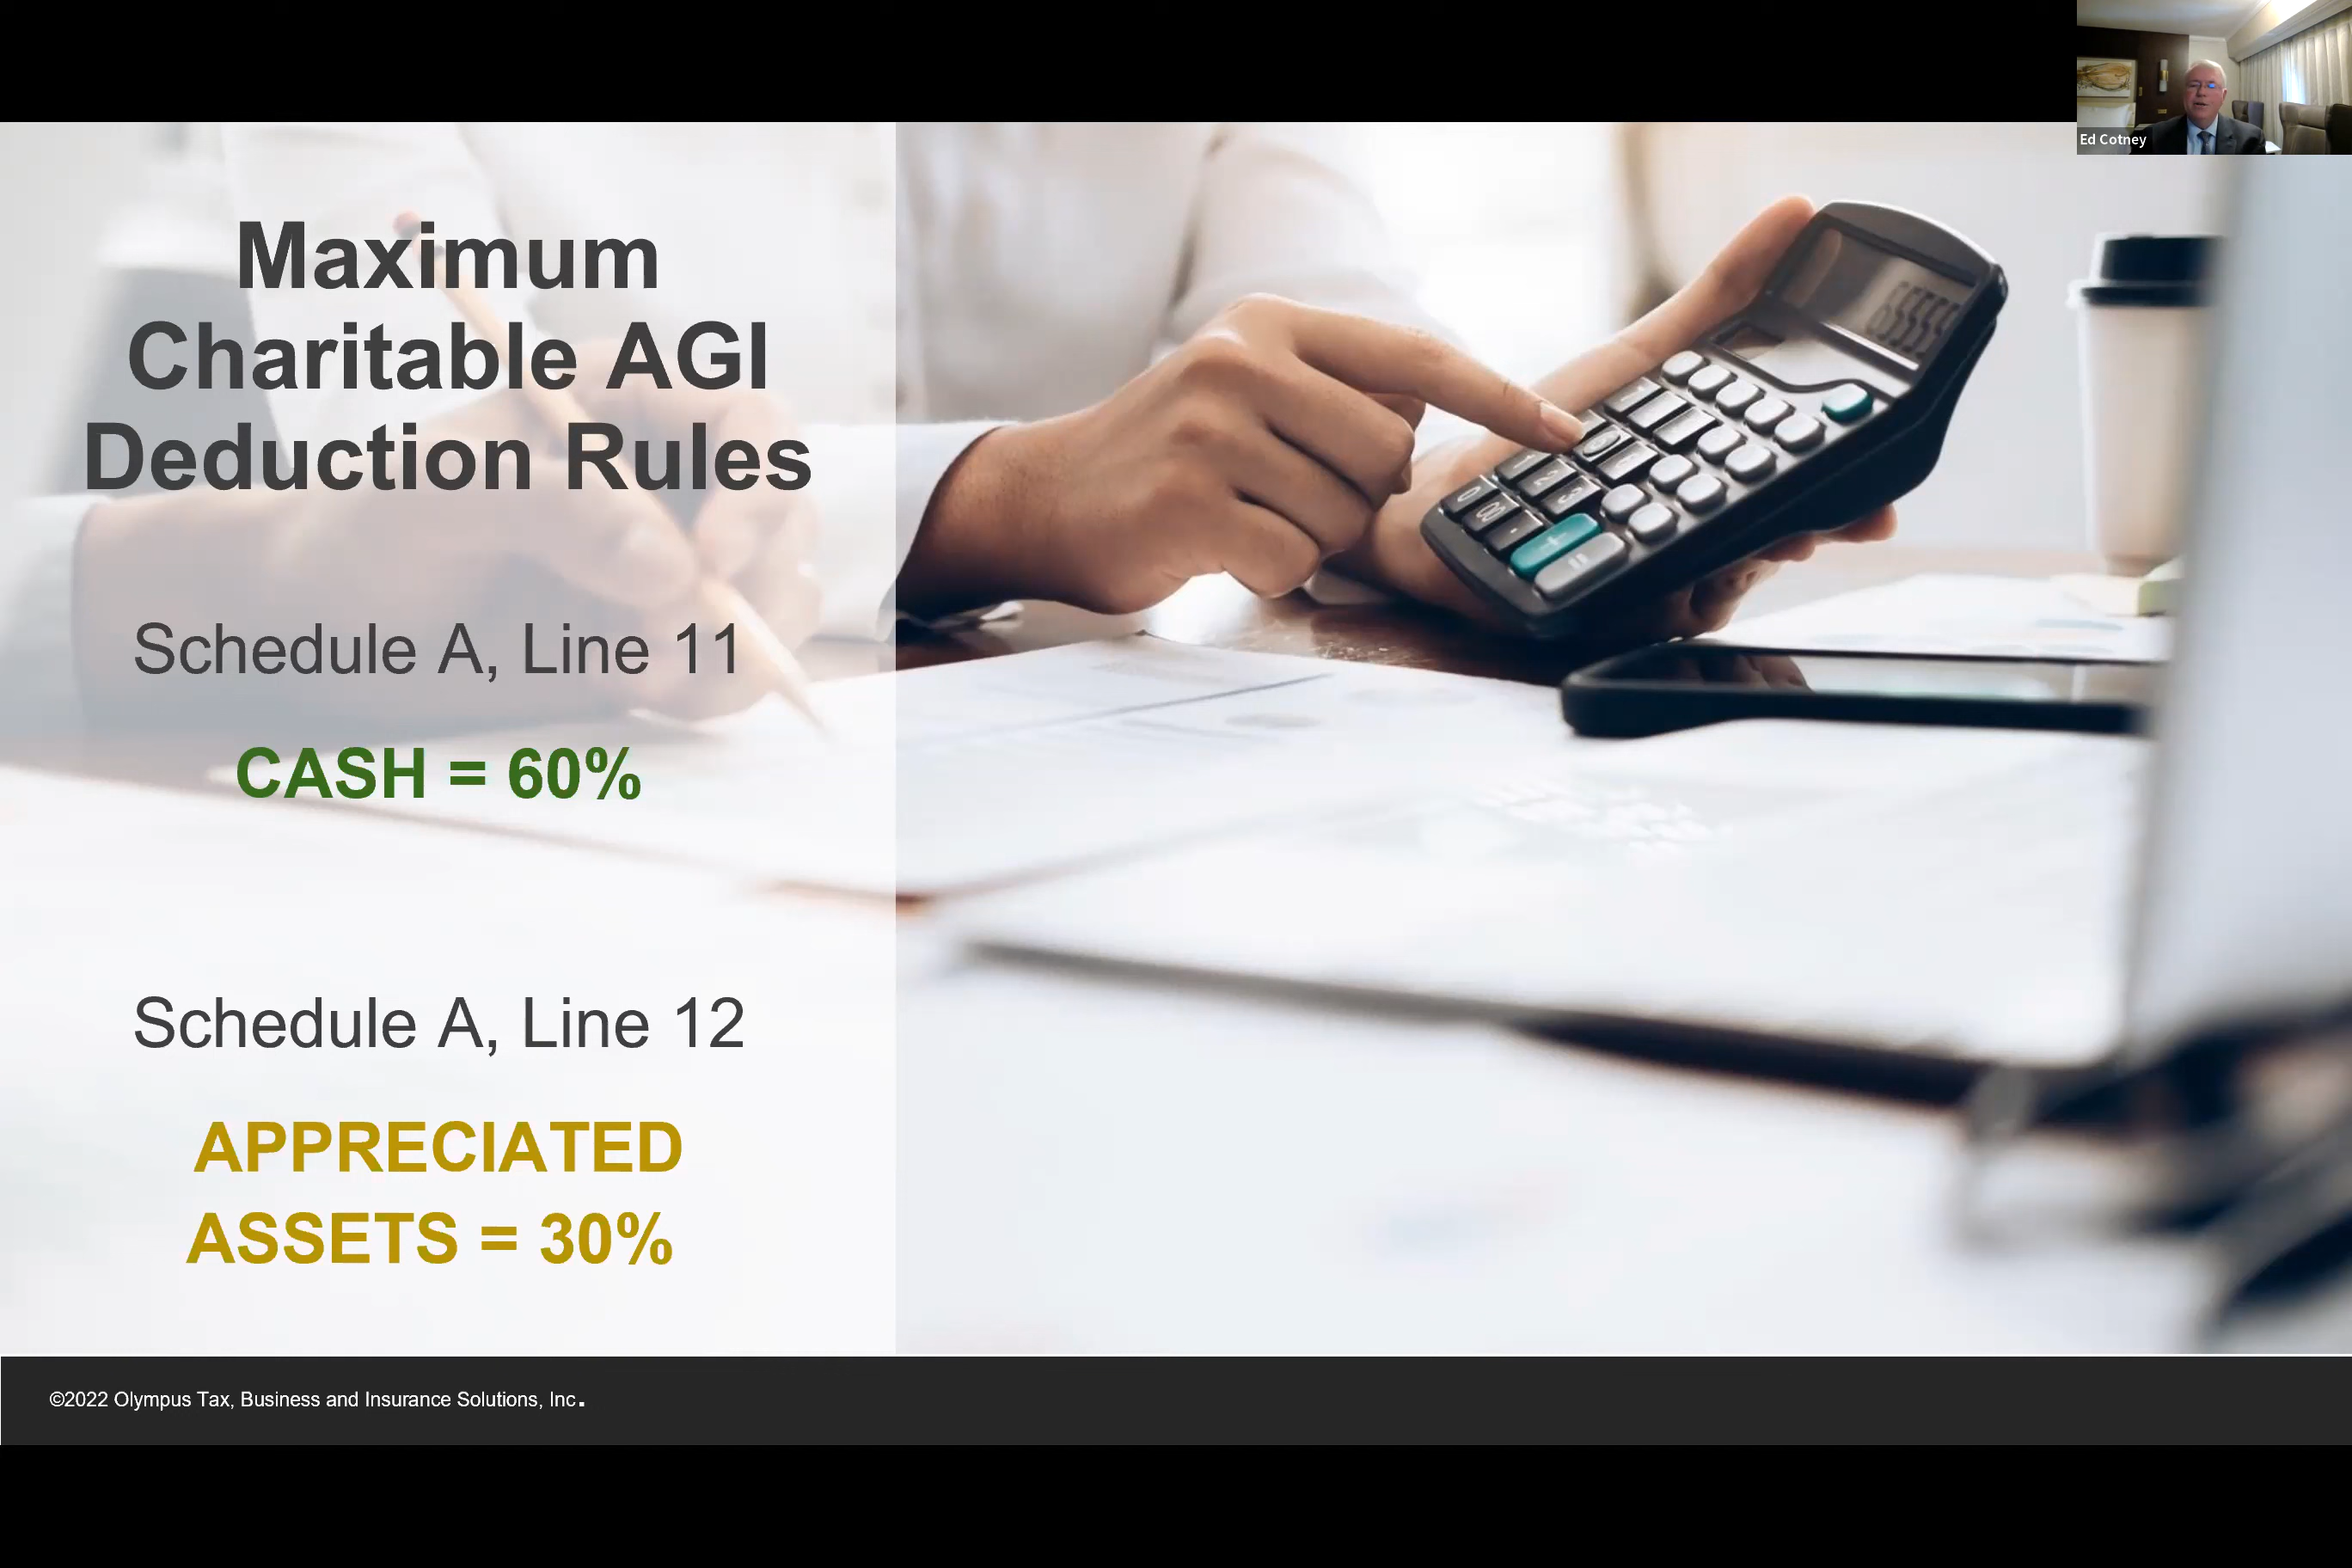 Ed Cotney
Maximum
Charitable AGI
Deduction Rules
Schedule A, Line 11
CASH = 60%
Schedule A, Line 12
APPRECIATED
ASSETS = 30%
©2022 Olympus Tax, Business and Insurance Solutions, Inc.